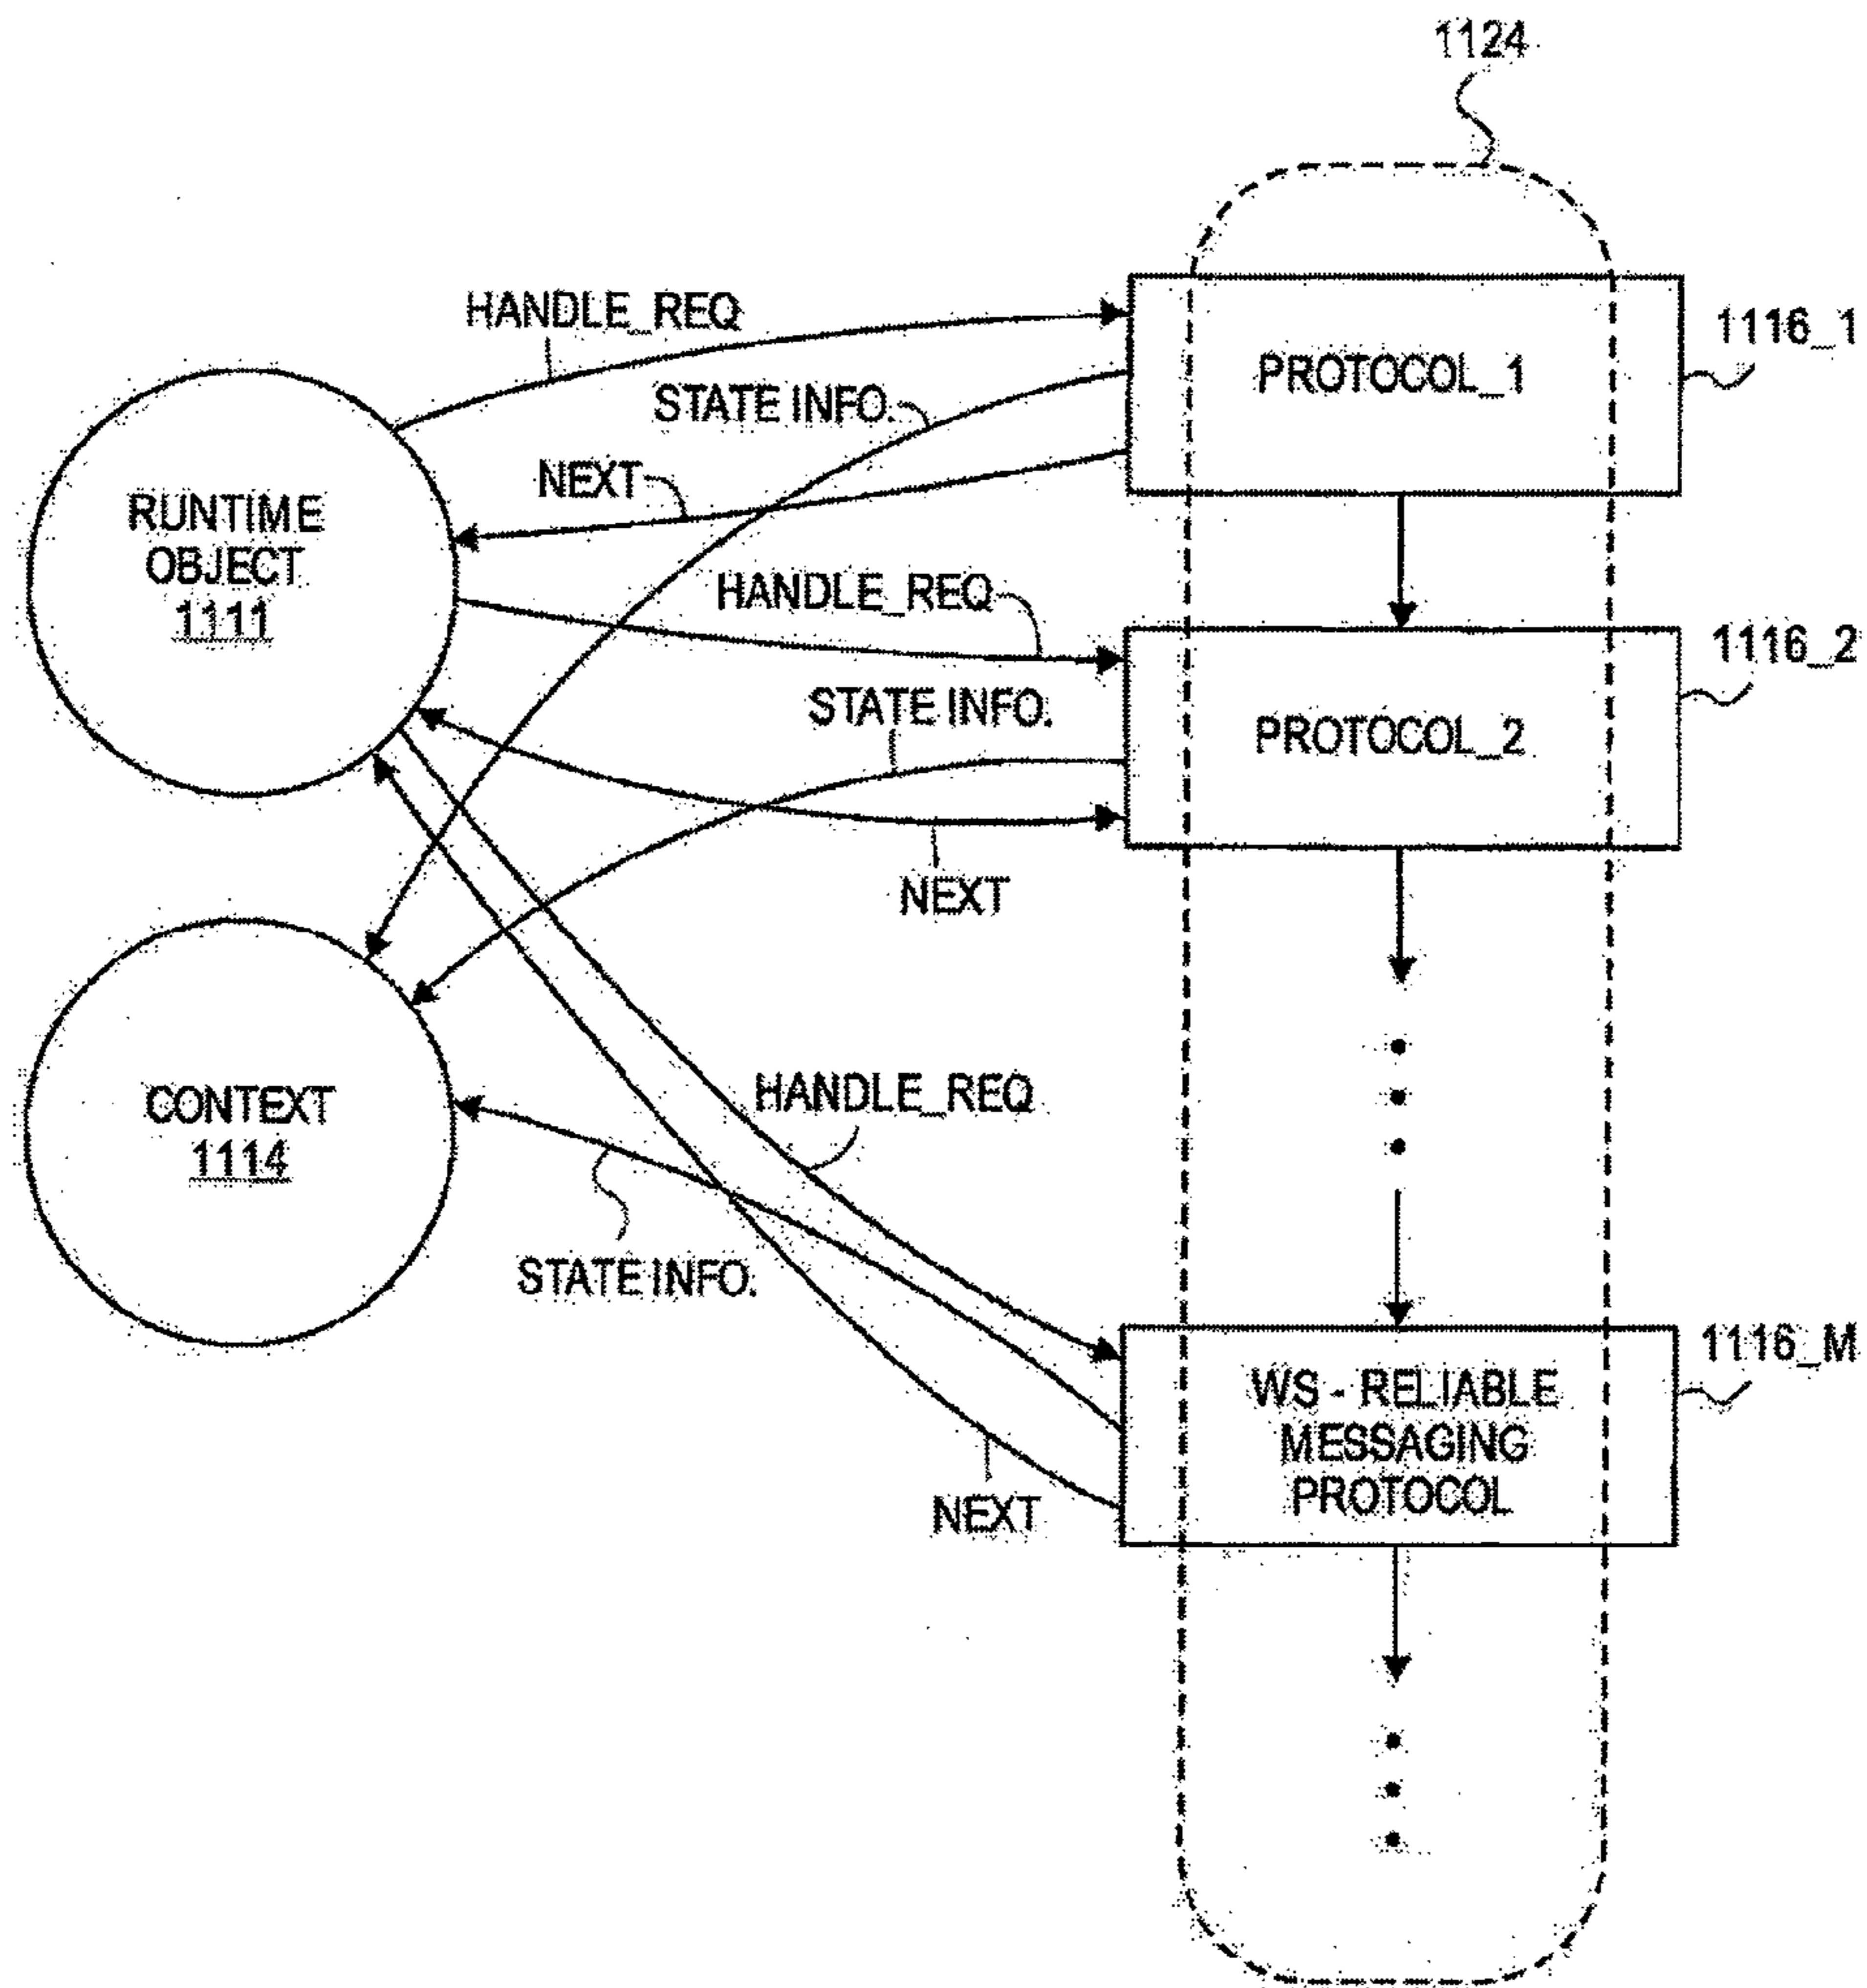 1124
HANDLE_REQ
1116_1
PROTOCOL_1
STATE INFO.
NEXT
RUNTIME
OBJECT
1111
HANDLE_REQ
1116_2
STATE INFO.
PROTOCOL_2
NEXT
CONTEXT
1114
HANDLE_REQ
STATE INFO.
1116_M
WS - RELIABLE
MESSAGING
PROTOCOL
NEXT